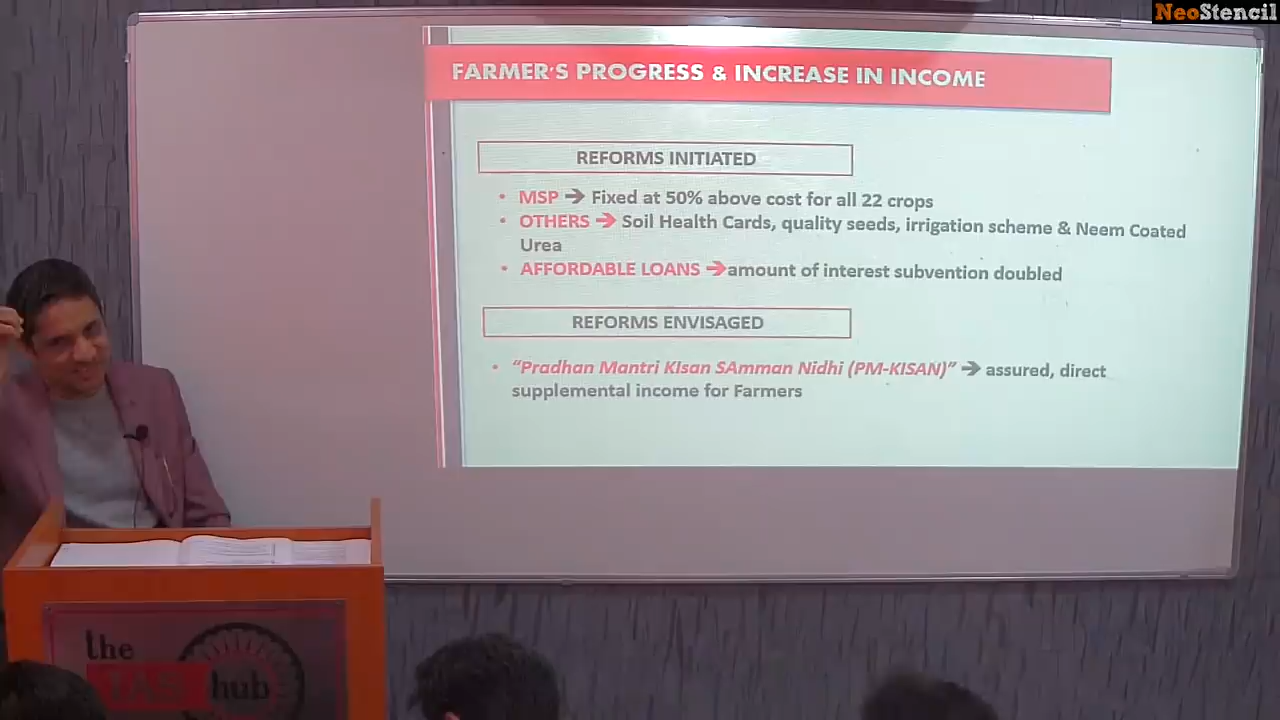 NeoStencil
FARMER'S PROGRESS & INCREASE IN INCOME
REFORMS INITIATED
• MSP → Fixed at 50% above cost for all 22 crops
• OTHERS → Soil Health Cards, quality seeds, irrigation scheme & Neem Coated
Urea
• AFFORDABLE LOANS →amount of interest subvention doubled
REFORMS ENVISAGED
• "Pradhan Mantri KIsan SAmman Nidhi (PM-KISAN)" → assured, direct
supplemental income for Farmers
the
IAS hub